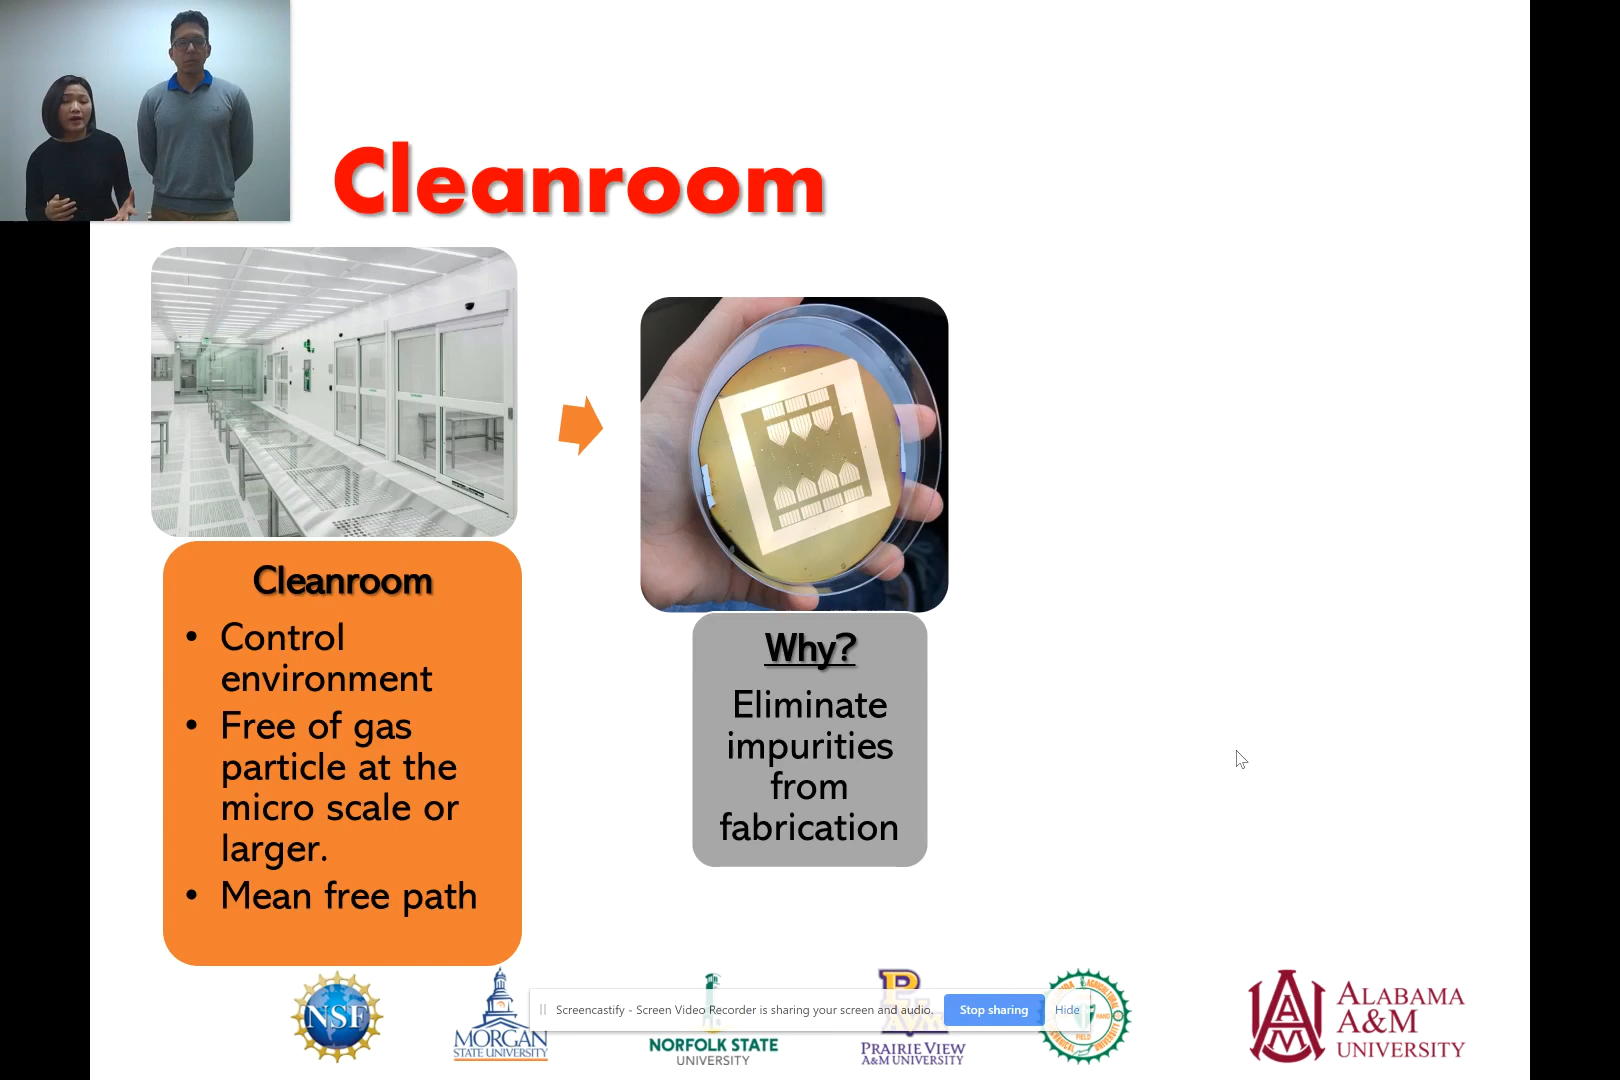 Cleanroom
Cleanroom
• Control
environment
• Free of gas
particle at the
micro scale or
larger.
• Mean free path
Why?
Eliminate
impurities
from
fabrication
NSF
MORGAN
STATE UNIVERSITY
NORFOLK STATE
UNIVERSITY
PRAIRIE VIEW
A&M UNIVERSITY
ALABAMA
A&M
UNIVERSITY
Screencastify - Screen Video Recorder is sharing your screen and audio.
Stop sharing
Hide